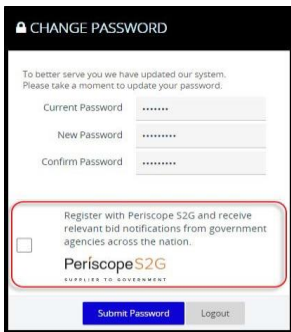 CHANGE PASSWORD
To better serve you we have updated our system.
Please take a moment to update your password.
Current Password •••••••
New Password •••••••••
Confirm Password •••••••••
Register with Periscope S2G and receive
relevant bid notifications from government
agencies across the nation.
PeriscopeS2G
SUPPLIER TO GOVERNMENT
Submit Password Logout